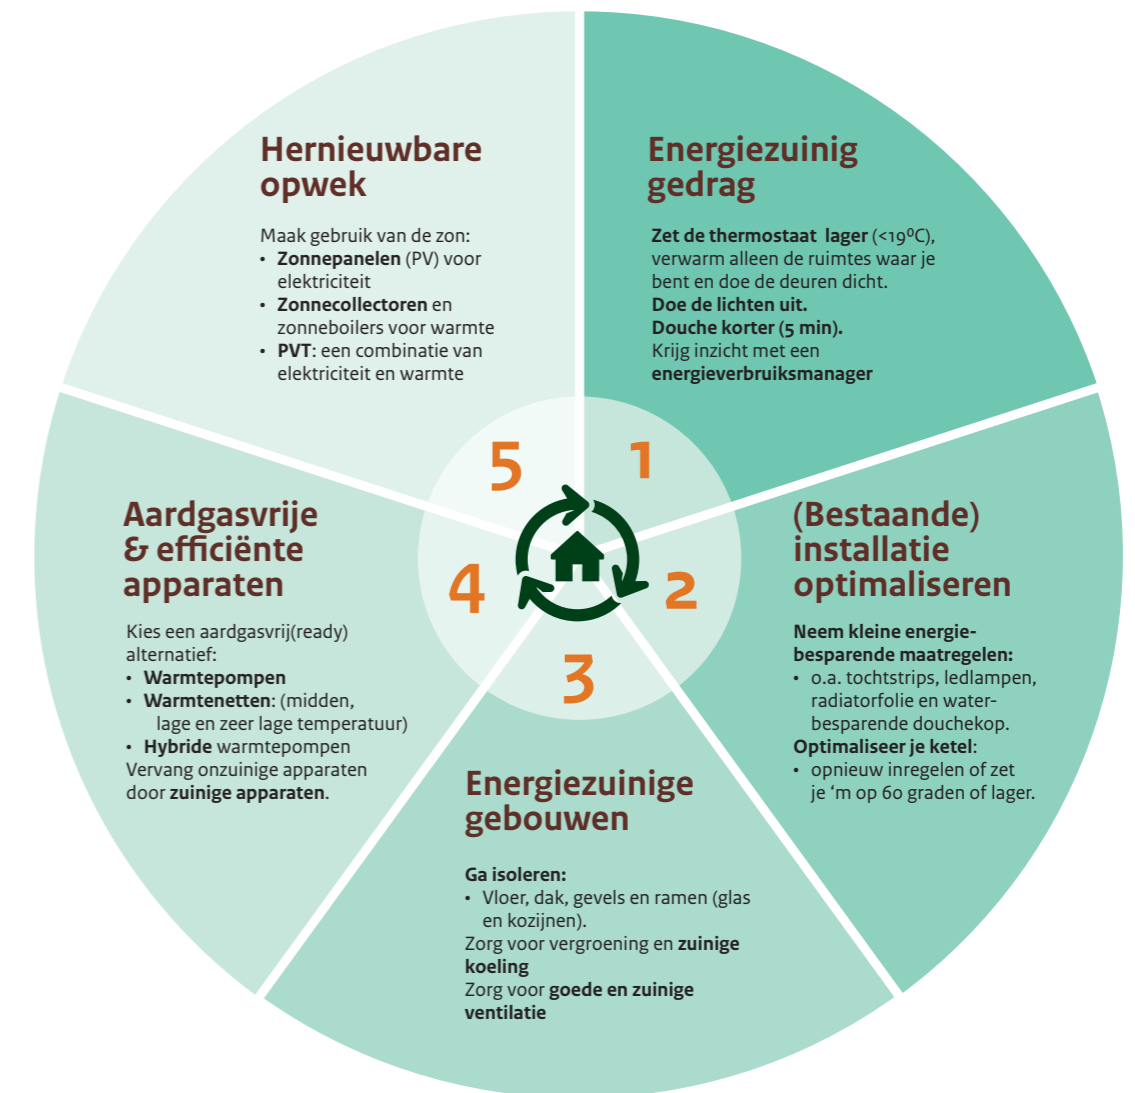 1
Energiezuinig
gedrag
Zet de thermostaat lager (<19⁰C),
verwarm alleen de ruimtes waar je
bent en doe de deuren dicht.
Doe de lichten uit.
Douche korter (5 min).
Krijg inzicht met een
energieverbruiksmanager
2
(Bestaande)
installatie
optimaliseren
Neem kleine energie-
besparende maatregelen:
• o.a. tochtstrips, ledlampen,
radiatorfolie en water-
besparende douchekop.
Optimaliseer je ketel:
• opnieuw inregelen of zet
je ‘m op 60 graden of lager.
3
Energiezuinige
gebouwen
Ga isoleren:
• Vloer, dak, gevels en ramen (glas
en kozijnen).
Zorg voor vergroening en zuinige
koeling
Zorg voor goede en zuinige
ventilatie
4
Aardgasvrije
& efficiënte
apparaten
Kies een aardgasvrij(ready)
alternatief:
• Warmtepompen
• Warmtenetten: (midden,
lage en zeer lage temperatuur)
• Hybride warmtepompen
Vervang onzuinige apparaten
door zuinige apparaten.
5
Hernieuwbare
opwek
Maak gebruik van de zon:
• Zonnepanelen (PV) voor
elektriciteit
• Zonnecollectoren en
zonneboilers voor warmte
• PVT: een combinatie van
elektriciteit en warmte